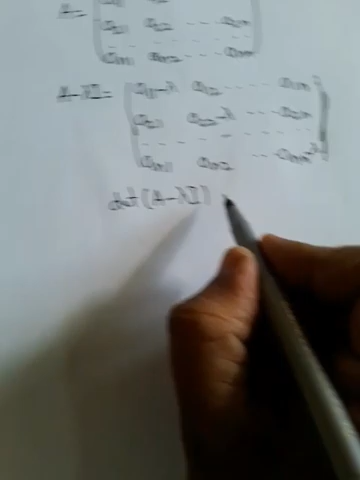 A= a21 a22 ... a2n
an1 an2 ... ann
A-λI= a11-λ a12 ... a1n
a21 a22-λ ... a2n
an1 an2 ... ann-λ
det (A-λI)